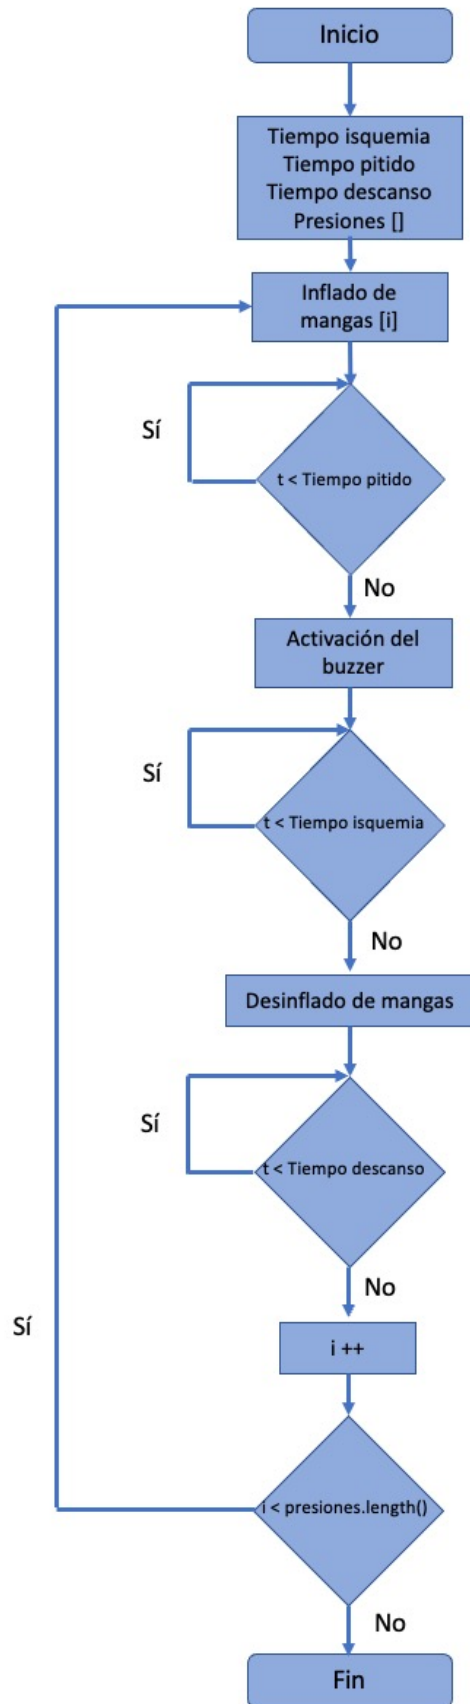 Inicio
Tiempo isquemia
Tiempo pitido
Tiempo descanso
Presiones []
Inflado de
mangas [i]
Sí
t < Tiempo pitido
No
Activación del
buzzer
Sí
t < Tiempo isquemia
No
Desinflado de mangas
Sí
t < Tiempo descanso
No
Sí
i ++
i < presiones.length()
No
Fin